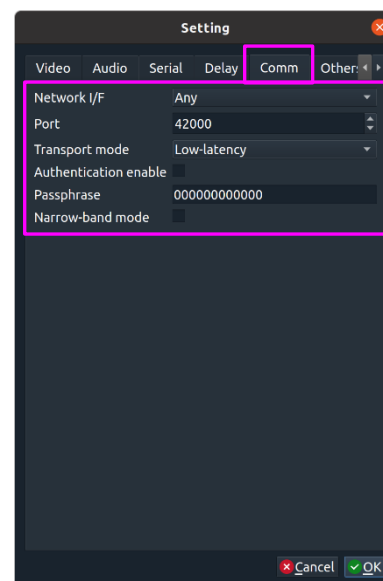 Setting
Video Audio Serial Delay Comm Other
Network I/F Any
Port 42000
Transport mode Low-latency
Authentication enable
Passphrase 000000000000
Narrow-band mode
Cancel OK